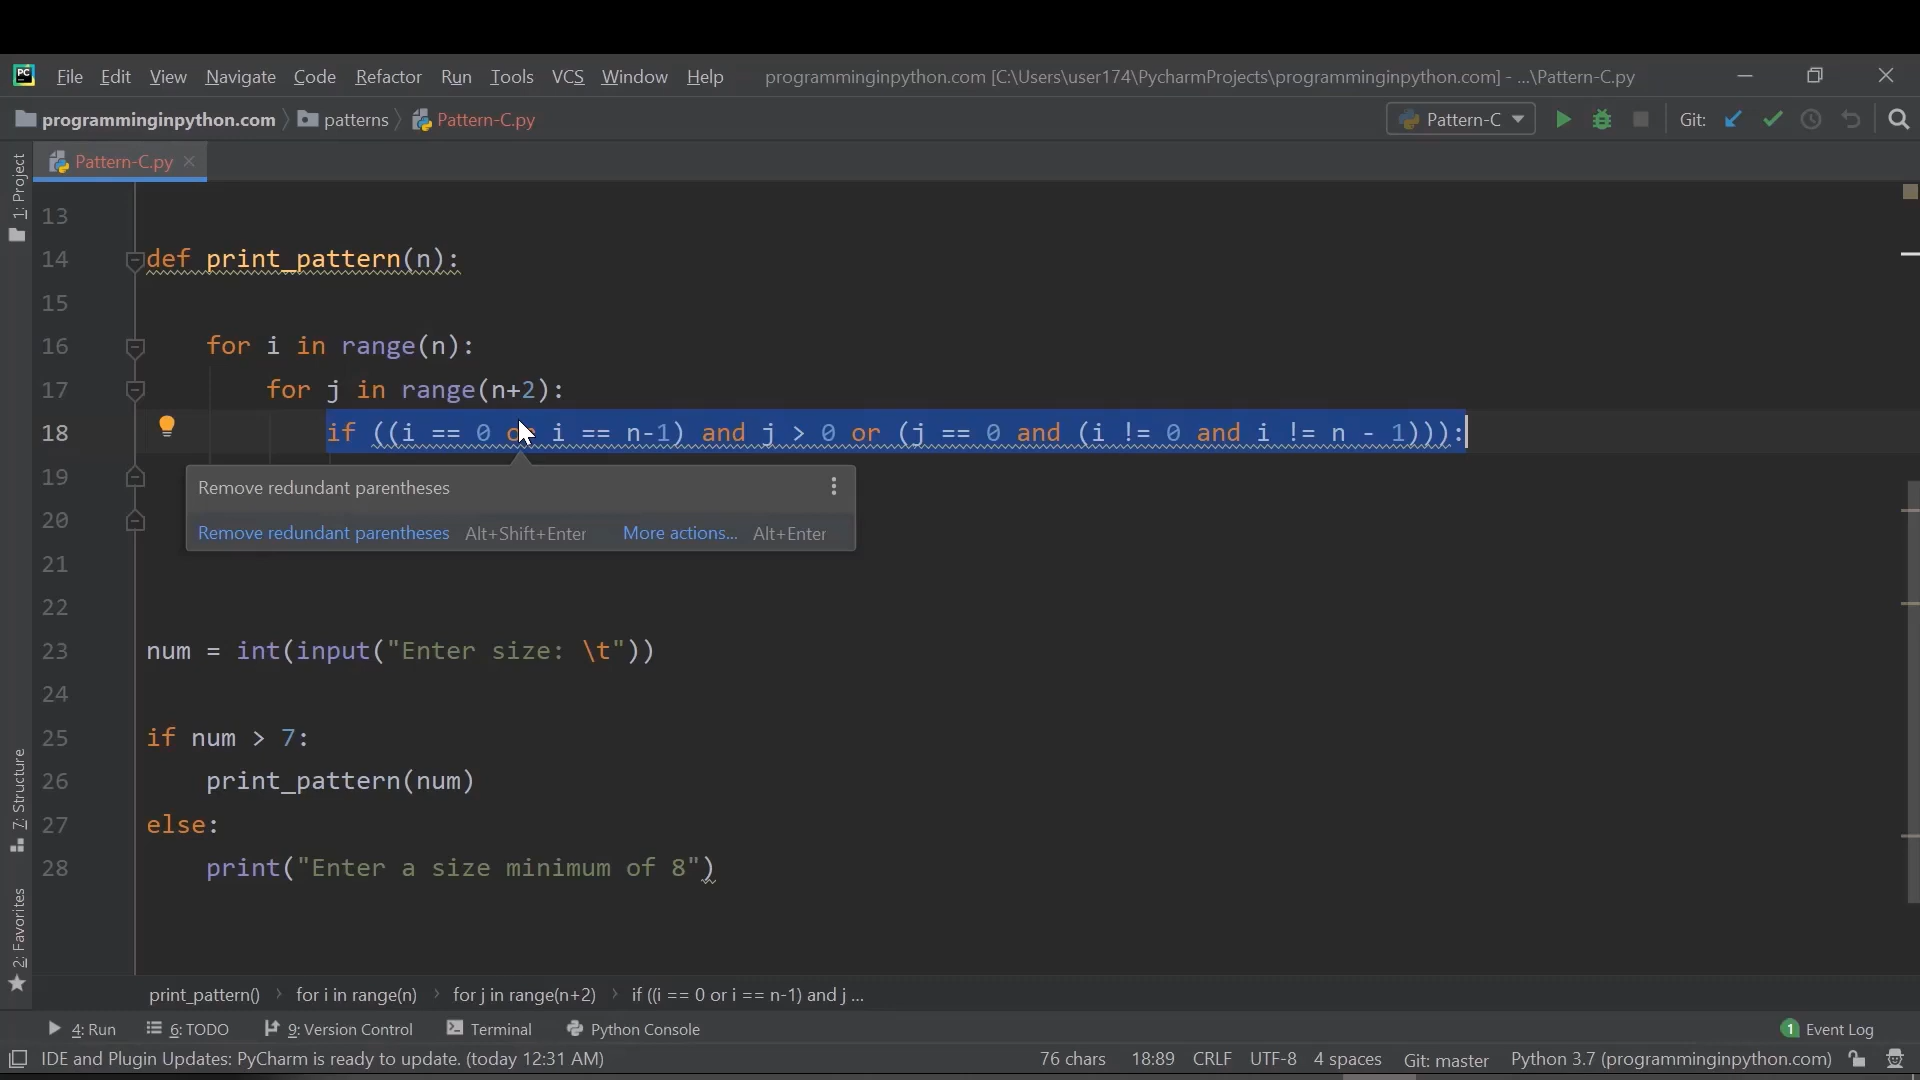 PC File Edit View Navigate Code Refactor Run Tools VCS Window Help programminginpython.com [C:\Users\user174\PycharmProjects\programminginpython.com] - ...\Pattern-C.py
programminginpython.com patterns Pattern-C.py Pattern-C Git:
Pattern-C.py
1: Project
13
14 def print_pattern(n):
15
16 for i in range(n):
17 for j in range(n+2):
18 if ((i == 0 or i == n-1) and j > 0 or (j == 0 and (i != 0 and i != n - 1))):
19 Remove redundant parentheses
20 Remove redundant parentheses Alt+Shift+Enter More actions... Alt+Enter
21
22
23 num = int(input("Enter size: \t"))
24
25 if num > 7:
26 print_pattern(num)
27 else:
28 print("Enter a size minimum of 8")
7: Structure
2: Favorites
print_pattern() for i in range(n) for j in range(n+2) if ((i == 0 or i == n-1) and j ...
4: Run 6: TODO 9: Version Control Terminal Python Console 1 Event Log
IDE and Plugin Updates: PyCharm is ready to update. (today 12:31 AM) 76 chars 18:89 CRLF UTF-8 4 spaces Git: master Python 3.7 (programminginpython.com)